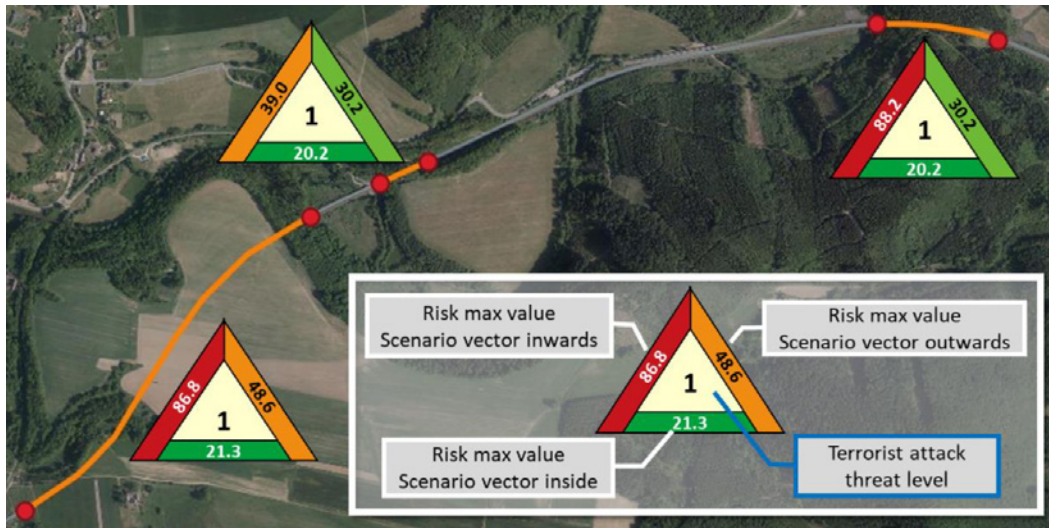 39.0
30.2
1
20.2
88.2
30.2
1
20.2
86.8
48.6
1
21.3
Risk max value
Scenario vector inwards
Risk max value
Scenario vector outwards
86.8
48.6
1
21.3
Risk max value
Scenario vector inside
Terrorist attack
threat level